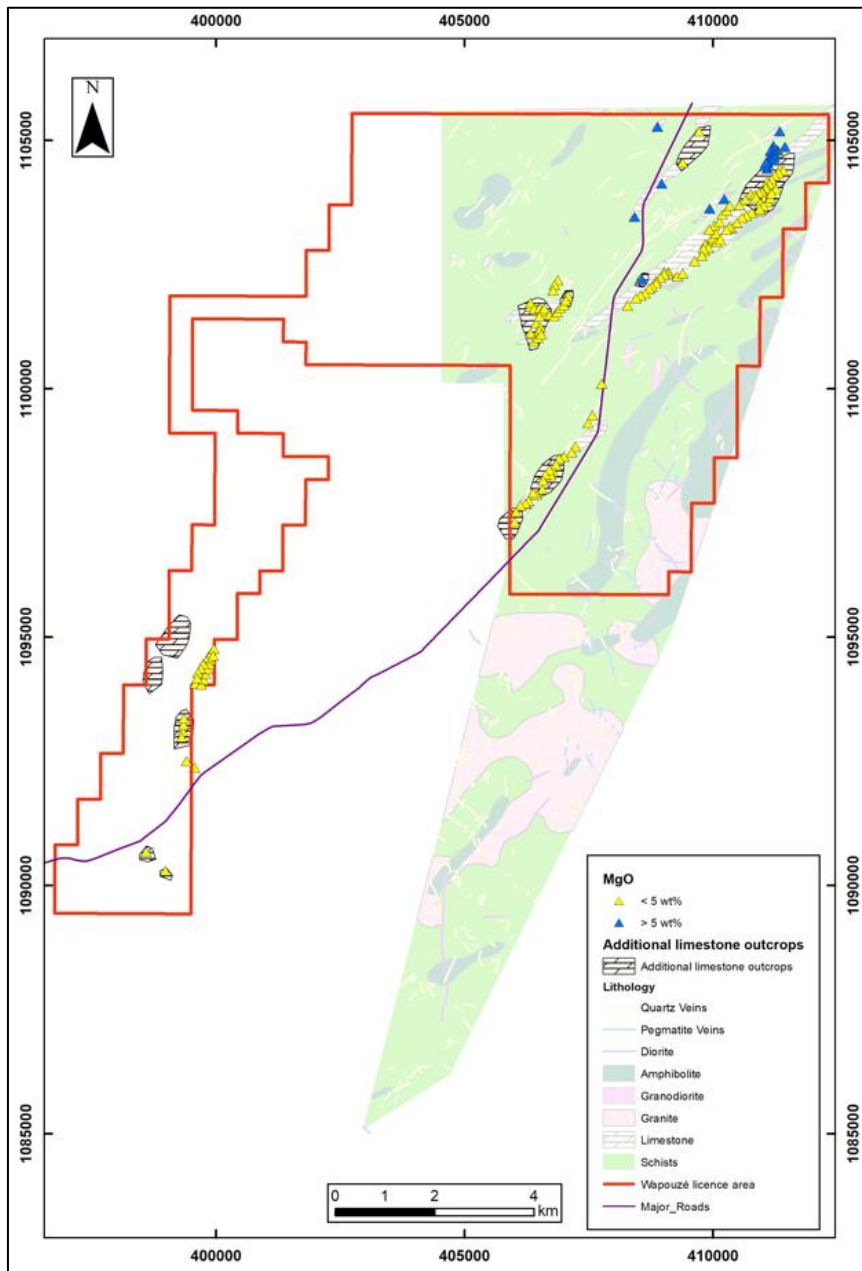 400000 405000 410000
N
1105000 1105000
1100000 1100000
1095000 1095000
1090000 1090000
1085000 1085000
MgO
< 5 wt%
> 5 wt%
Additional limestone outcrops
Additional limestone outcrops
Lithology
Quartz Veins
Pegmatite Veins
Diorite
Amphibolite
Granodiorite
Granite
Limestone
Schists
Wapouzé licence area
Major_Roads
0 1 2 4
km
400000 405000 410000